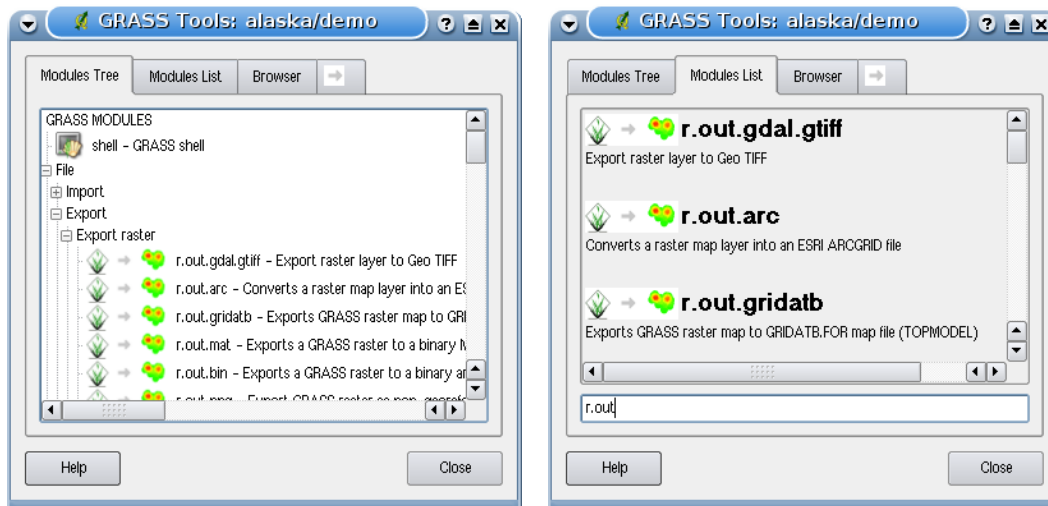 GRASS Tools: alaska/demo
Modules Tree
Modules List
Browser
GRASS MODULES
shell - GRASS shell
File
Import
Export
Export raster
r.out.gdal.gtiff - Export raster layer to Geo TIFF
r.out.arc - Converts a raster map layer into an ES
r.out.gridatb - Exports GRASS raster map to GRI
r.out.mat - Exports a GRASS raster to a binary M
r.out.bin - Exports a GRASS raster to a binary ar
Help
Close
GRASS Tools: alaska/demo
Modules Tree
Modules List
Browser
r.out.gdal.gtiff
Export raster layer to Geo TIFF
r.out.arc
Converts a raster map layer into an ESRI ARCGRID file
r.out.gridatb
Exports GRASS raster map to GRIDATB.FOR map file (TOPMODEL)
r.out
Help
Close